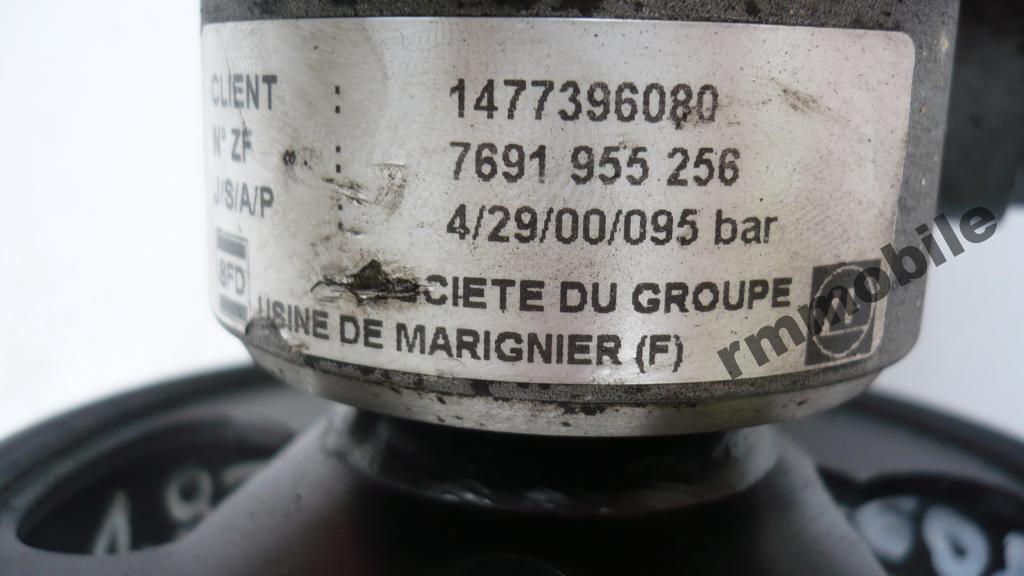 CLIENT : 1477396080
N° ZF : 7691 955 256
J/S/A/P : 4/29/00/095 bar
SFD
CIETE DU GROUPE
USINE DE MARIGNIER (F)
rmmobile